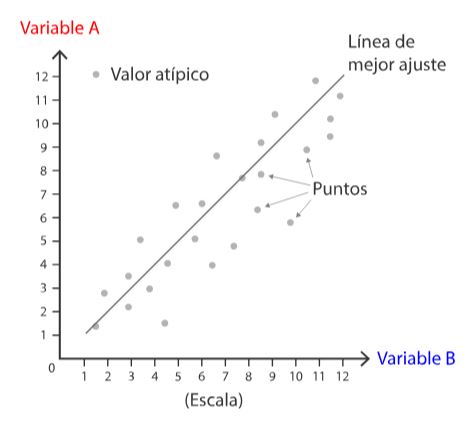 Variable A
Línea de
mejor ajuste
Valor atípico
12
11
10
9
8
7
6
5
4
3
2
1
0
Puntos
Variable B
1 2 3 4 5 6 7 8 9 10 11 12
(Escala)